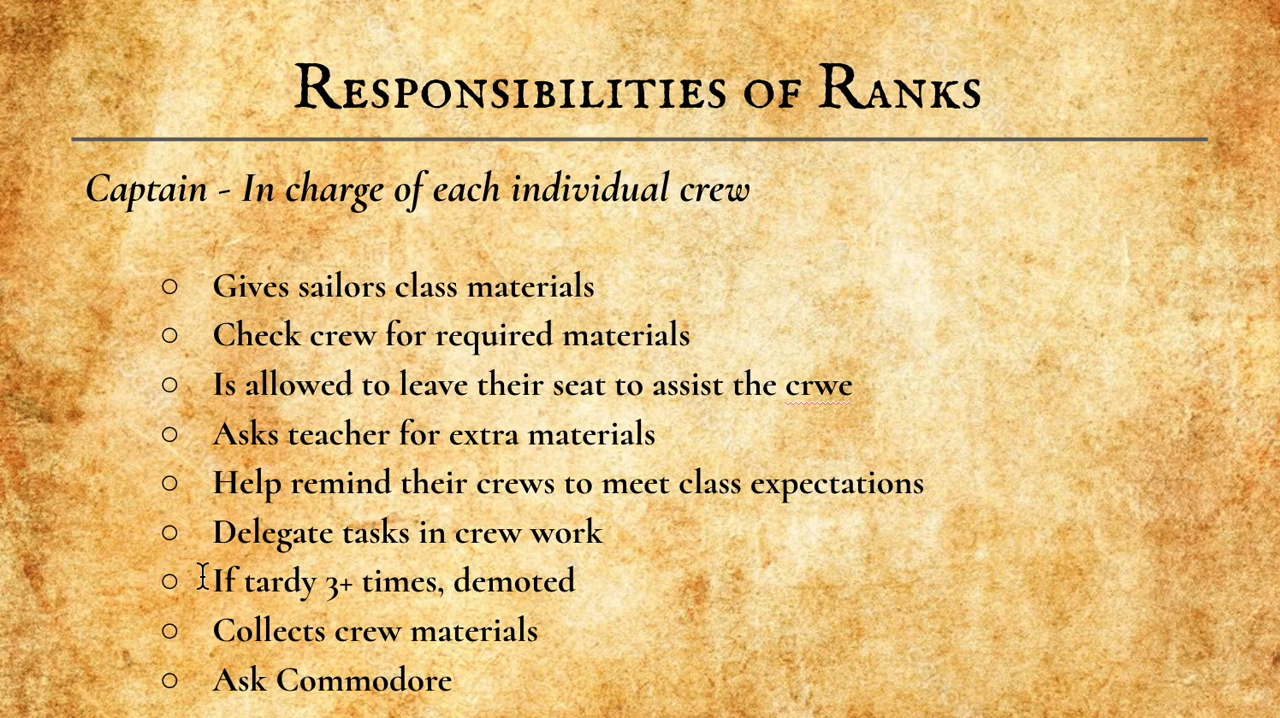 Responsibilities of Ranks
Captain - In charge of each individual crew
○ Gives sailors class materials
○ Check crew for required materials
○ Is allowed to leave their seat to assist the crwe
○ Asks teacher for extra materials
○ Help remind their crews to meet class expectations
○ Delegate tasks in crew work
○ If tardy 3+ times, demoted
○ Collects crew materials
○ Ask Commodore